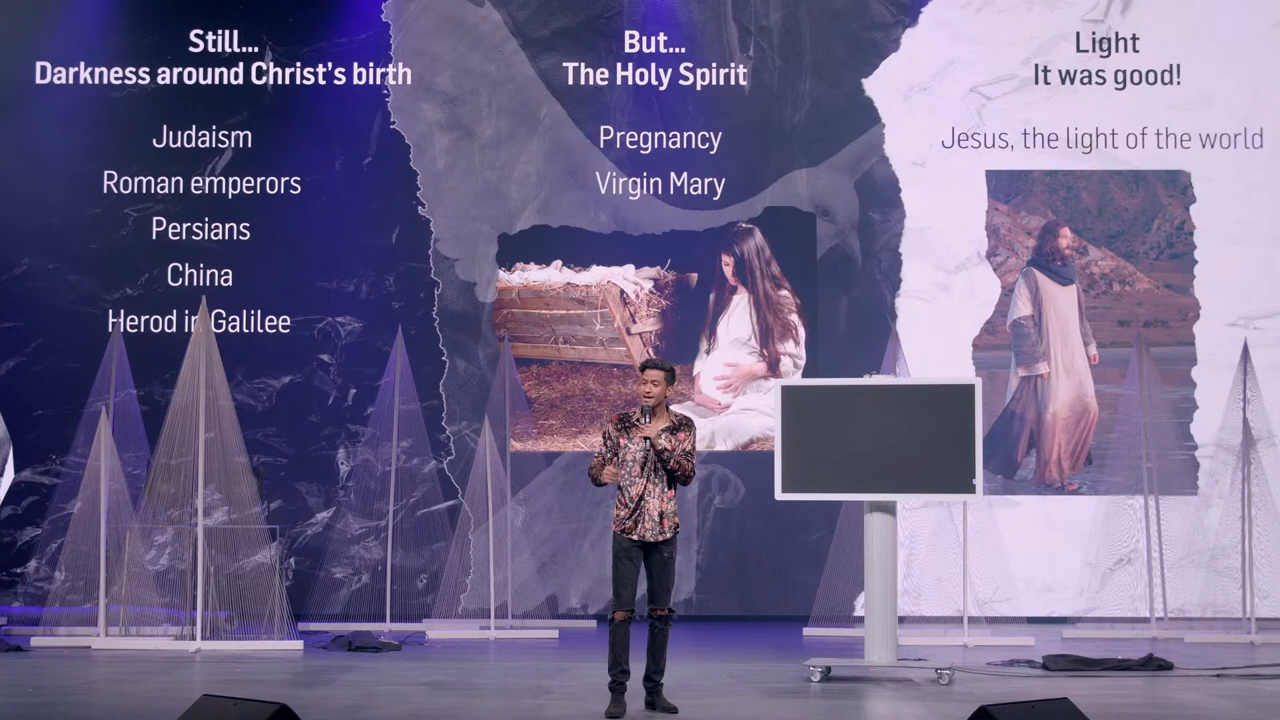 Still...
Darkness around Christ's birth
Judaism
Roman emperors
Persians
China
Herod in Galilee
But...
The Holy Spirit
Pregnancy
Virgin Mary
Light
It was good!
Jesus, the light of the world